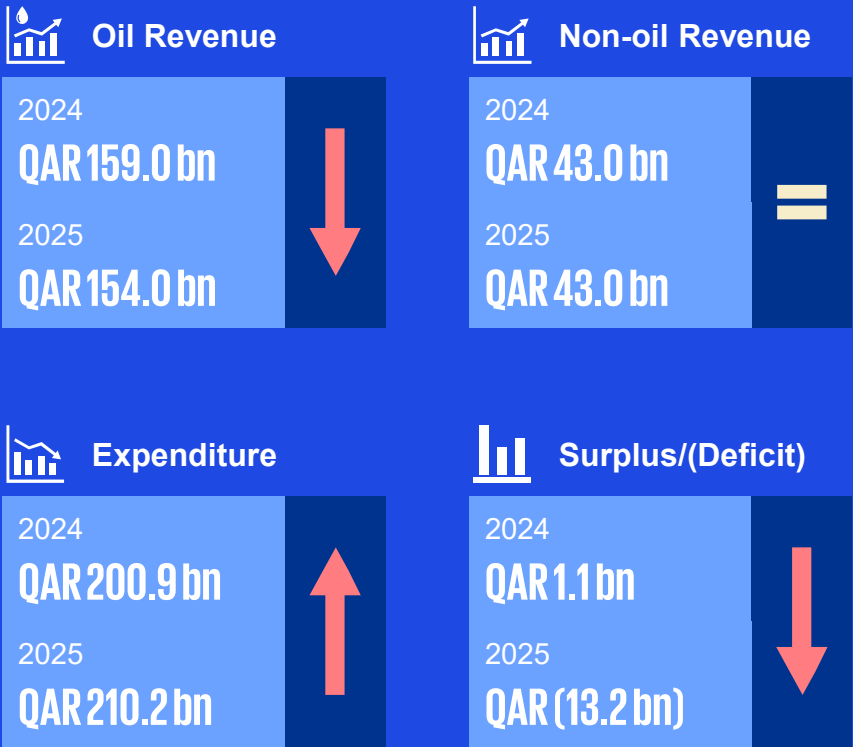 Oil Revenue
2024
QAR 159.0 bn
2025
QAR 154.0 bn
Non-oil Revenue
2024
QAR 43.0 bn
2025
QAR 43.0 bn
Expenditure
2024
QAR 200.9 bn
2025
QAR 210.2 bn
Surplus/(Deficit)
2024
QAR 1.1 bn
2025
QAR (13.2 bn)